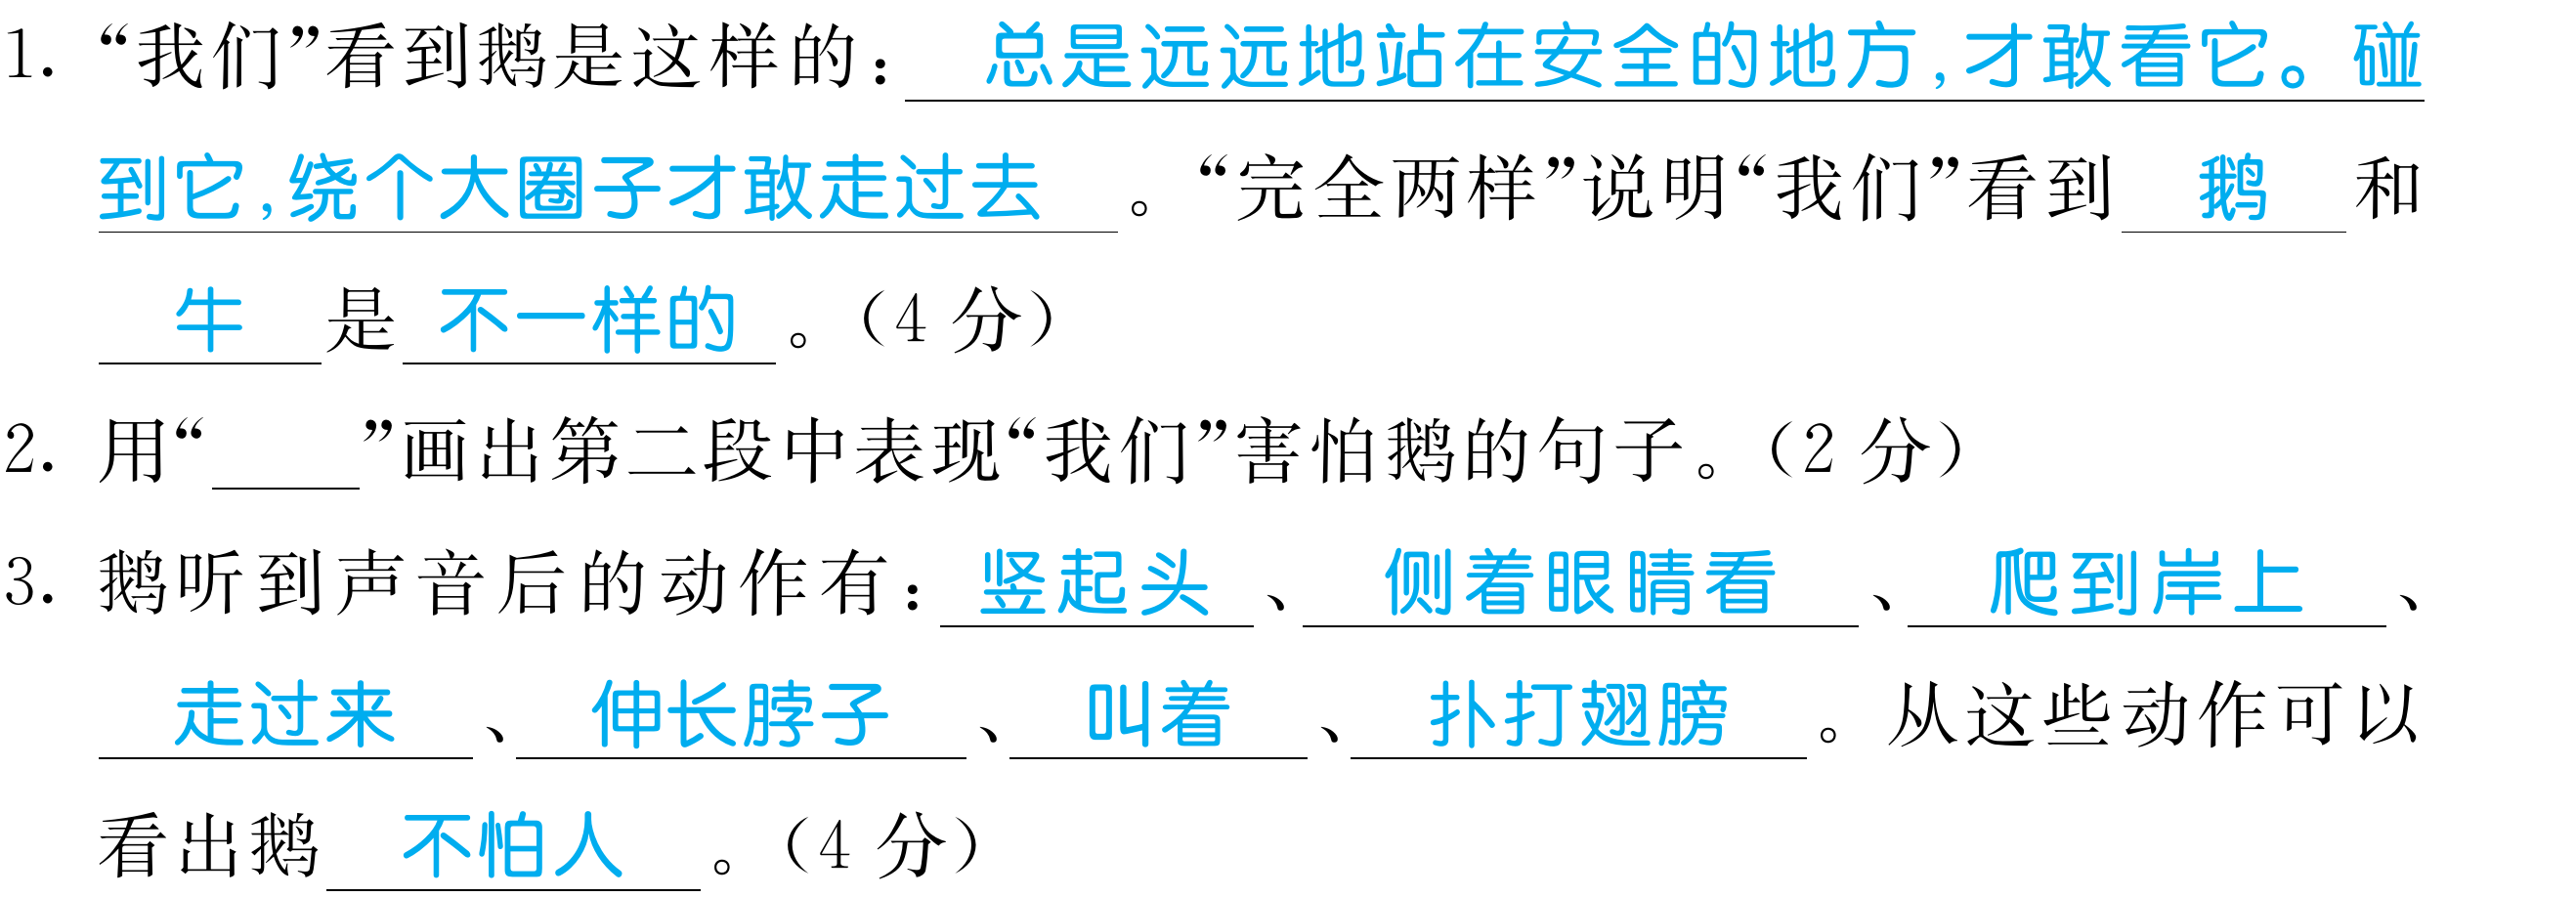 1. “我们”看到鹅是这样的：总是远远地站在安全的地方,才敢看它。碰
到它,绕个大圈子才敢走过去。“完全两样”说明“我们”看到鹅和
牛是不一样的。（4 分）
2. 用“____”画出第二段中表现“我们”害怕鹅的句子。（2 分）
3. 鹅听到声音后的动作有：竖起头、侧着眼睛看、爬到岸上、
走过来、伸长脖子、叫着、扑打翅膀。从这些动作可以
看出鹅不怕人。（4 分）